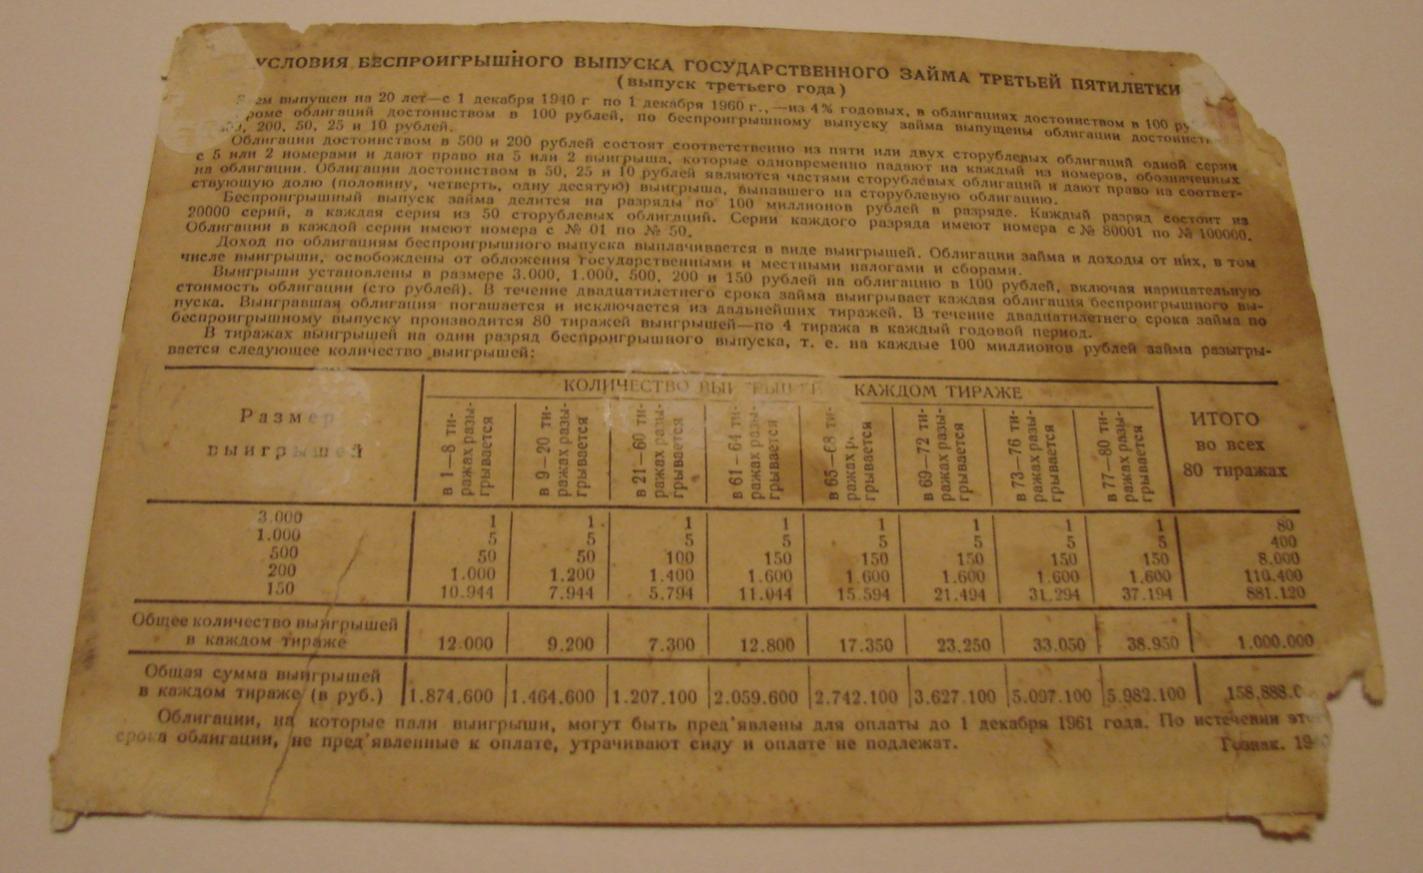 УСЛОВИЯ БЕСПРОИГРЫШНОГО ВЫПУСКА ГОСУДАРСТВЕННОГО ЗАЙМА ТРЕТЬЕЙ ПЯТИЛЕТКИ
(выпуск третьего года)
выпущен на 20 лет—с 1 декабря 1940 г по 1 декабря 1960 г.,—из 4% годовых, в облигациях достоинством в 100
облигаций достоинством в 100 рублей, по беспроигрышному выпуску займа выпущены облигации
200, 50, 25 и 10 рублей.
Облигации достоинством в 500 и 200 рублей состоят соответственно из пяти или двух сторублевых облигаций одной серии
с 5 или 2 номерами и дают право на 5 или 2 выигрыша, которые одновременно падают на каждый из номеров, обозначенных
на облигации. Облигации достоинством в 50, 25 и 10 рублей являются частями сторублёвых облигаций и дают право на соответ-
ствующую долю (половину, четверть, одну десятую) выигрыша, выпавшего на сторублевую облигацию.
Беспроигрышный выпуск займа делится на разряды по 100 миллионов рублей в разряде. Каждый разряд состоит из
20000 серий, а каждая серия из 50 сторублевых облигаций. Серии каждого разряда имеют номера с № 80001 по № 100000.
Облигации в каждой серии имеют номера с № 01 по № 50.
Доход по облигациям беспроигрышного выпуска выплачивается в виде выигрышей. Облигации займа и доходы от них, в том
числе выигрыши, освобождены от обложения государственными и местными налогами и сборами.
Выигрыши установлены в размере 3.000, 1.000, 500, 200 и 150 рублей на облигацию в 100 рублей, включая нарицательную
стоимость облигации (сто рублей). В течение двадцатилетнего срока займа выигрывает каждая облигация беспроигрышного вы-
пуска. Выигравшая облигация погашается и исключается из дальнейших тиражей. В течение двадцатилетнего срока займа по
беспроигрышному выпуску производится 80 тиражей выигрышей—по 4 тиража в каждый годовой период.
В тиражах выигрышей на один разряд беспроигрышного выпуска, т. е. на каждые 100 миллионов рублей займа разыгры-
вается следующее количество выигрышей:
Размер выигрышей
КОЛИЧЕСТВО КАЖДОМ ТИРАЖЕ
в 1—8 ти-
ражах разы-
грывается
в 9—20 ти-
ражах разы-
грывается
в 21—60 ти-
ражах разы-
грывается
в 61—64 ти-
ражах разы-
грывается
в 65—68 ти-
ражах
грывается
в 69—72 ти-
ражах разы-
грывается
в 73—76 ти-
ражах разы-
грывается
в 77—80 ти-
ражах разы-
грывается
ИТОГО
во всех
80 тиражах
3.000 1 1 1 1 1 1 1 1 80
1.000 5 5 5 5 5 5 5 5 400
500 50 50 100 150 150 150 150 150 8.000
200 1.000 1.200 1.400 1.600 1.600 1.600 1.600 1.600 110.400
150 10.944 7.944 5.794 11.044 15.594 21.494 31.294 37.194 881.120
Общее количество выигрышей
в каждом тираже 12.000 9.200 7.300 12.800 17.350 23.250 33.050 38.950 1.000.000
Общая сумма выигрышей
в каждом тираже (в руб.) 1.874.600 1.464.600 1.207.100 2.059.600 2.742.100 3.627.100 5.097.100 5.982.100
Облигации, на которые пали выигрыши, могут быть пред'явлены для оплаты до 1 декабря 1961 года. По истечении
срока облигации, не пред'явленные к оплате, утрачивают силу и оплате не подлежат. Гознак.